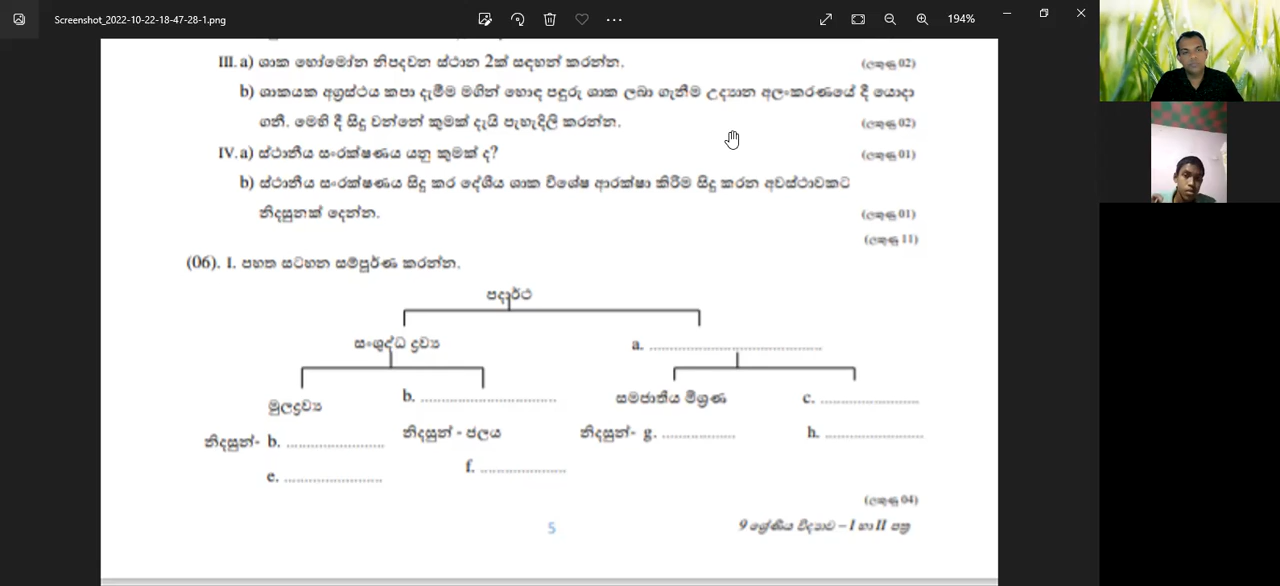 Screenshot_2022-10-22-18-47-28-1.png
194%
III. a) ශාක හෝමෝන නිපදවන ස්ථාන 2ක් සඳහන් කරන්න. (ලකුණු 02)
b) ශාකයක අග්‍රස්ථය කපා දැමීම මගින් හොඳ පඳුරු ශාක ලබා ගැනීම උද්‍යාන අලංකරණයේ දී යොදා
ගනී. මෙහි දී සිදු වන්නේ කුමක් දැයි පැහැදිලි කරන්න. (ලකුණු 02)
IV. a) ස්ථානීය සංරක්ෂණය යනු කුමක් ද? (ලකුණු 01)
b) ස්ථානීය සංරක්ෂණය සිදු කර දේශීය ශාක විශේෂ ආරක්ෂා කිරීම සිදු කරන අවස්ථාවකට
නිදසුනක් දෙන්න. (ලකුණු 01)
(ලකුණු 11)
(06). I. පහත සටහන සම්පූර්ණ කරන්න.
පදාර්ථ
සංශුද්ධ ද්‍රව්‍ය a. ................................................
මූලද්‍රව්‍ය b. ...................................... සමජාතීය මිශ්‍රණ c. ............................
නිදසුන්- b. ........................... නිදසුන් - ජලය නිදසුන්- g. .................... h. ...........................
e. ........................... f. ........................
(ලකුණු 04)
5 9 ශ්‍රේණිය විද්‍යාව – I හා II පත්‍ර